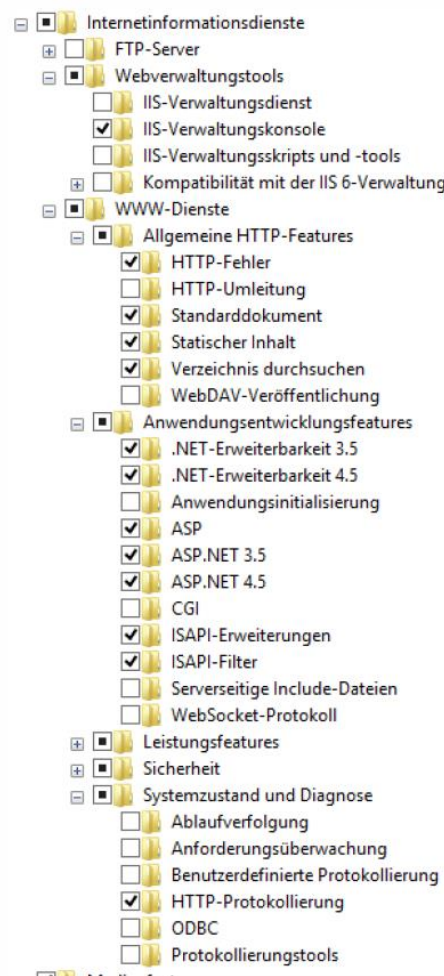 Internetinformationsdienste
FTP-Server
Webverwaltungstools
IIS-Verwaltungsdienst
IIS-Verwaltungskonsole
IIS-Verwaltungsskripts und -tools
Kompatibilität mit der IIS 6-Verwaltung
WWW-Dienste
Allgemeine HTTP-Features
HTTP-Fehler
HTTP-Umleitung
Standarddokument
Statischer Inhalt
Verzeichnis durchsuchen
WebDAV-Veröffentlichung
Anwendungsentwicklungsfeatures
.NET-Erweiterbarkeit 3.5
.NET-Erweiterbarkeit 4.5
Anwendungsinitialisierung
ASP
ASP.NET 3.5
ASP.NET 4.5
CGI
ISAPI-Erweiterungen
ISAPI-Filter
Serverseitige Include-Dateien
WebSocket-Protokoll
Leistungsfeatures
Sicherheit
Systemzustand und Diagnose
Ablaufverfolgung
Anforderungsüberwachung
Benutzerdefinierte Protokollierung
HTTP-Protokollierung
ODBC
Protokollierungstools